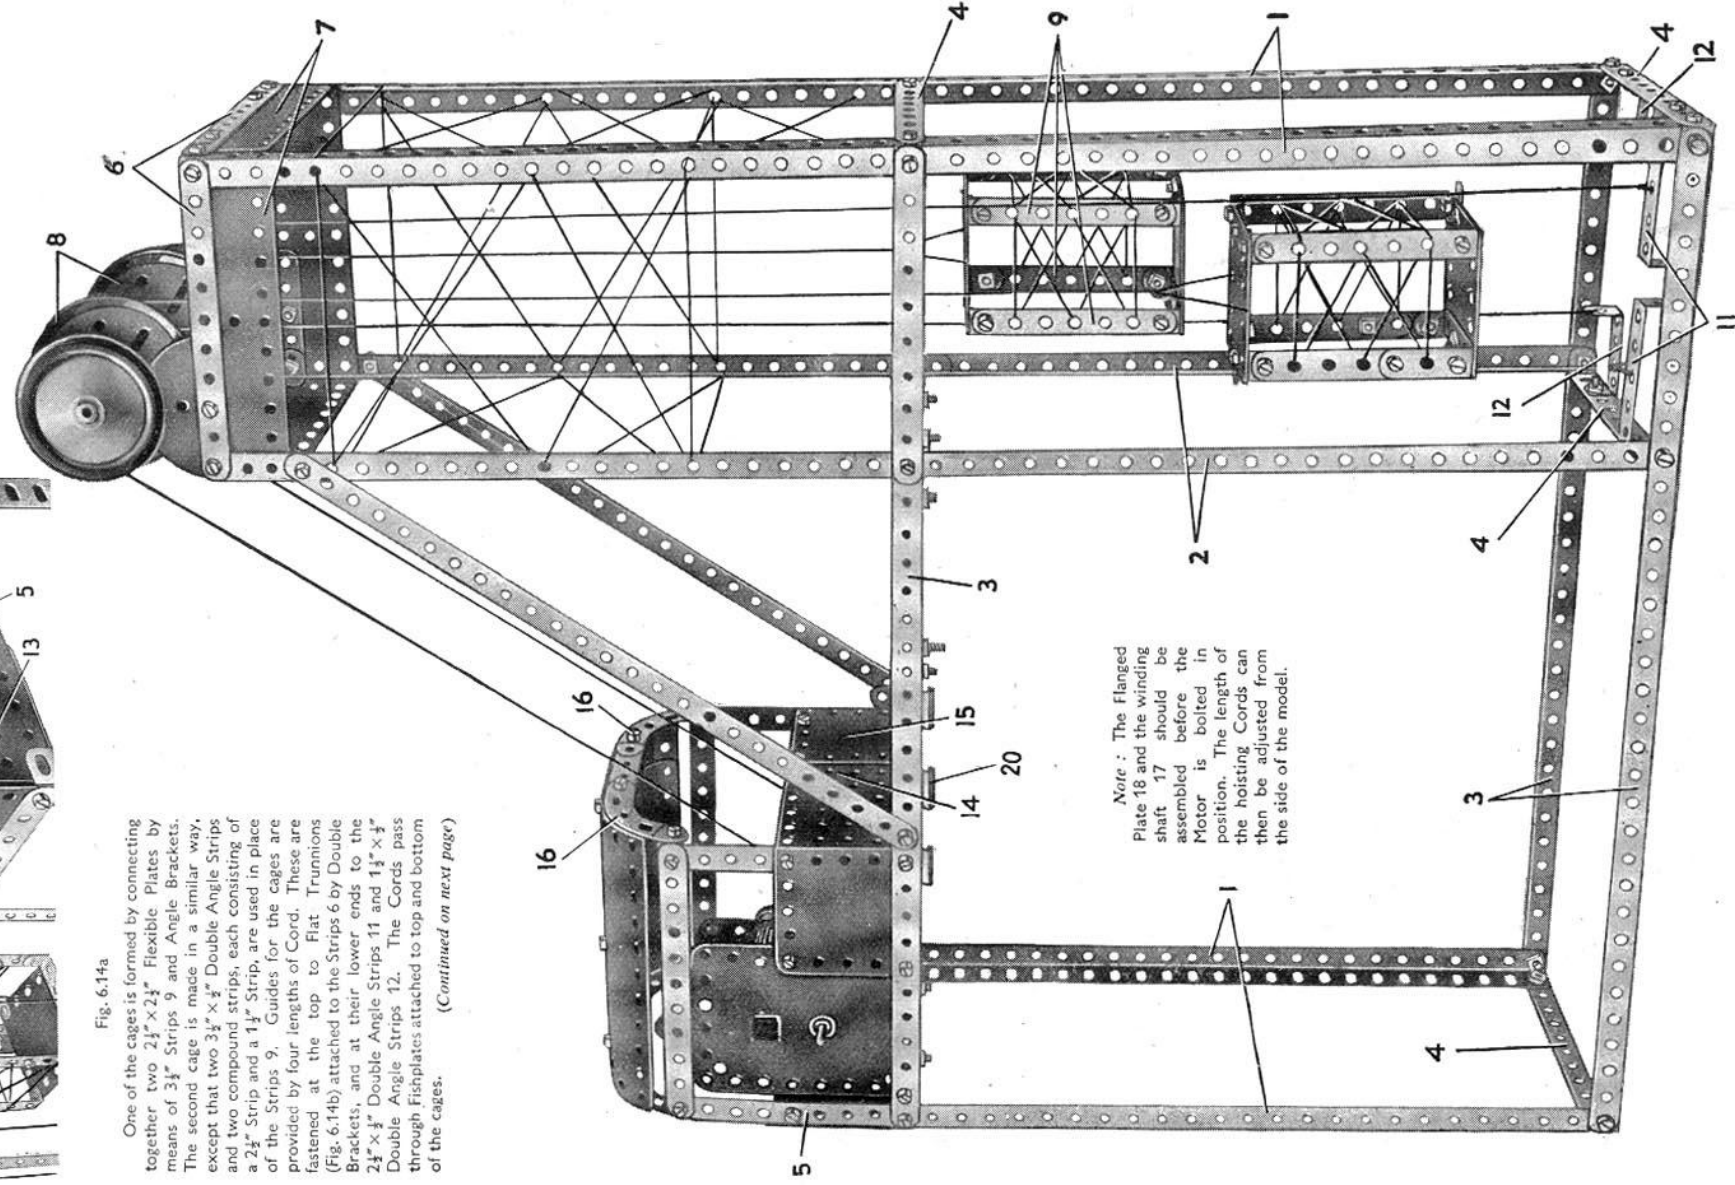 Fig. 6.14a
One of the cages is formed by connecting
together two 2½″ × 2½″ Flexible Plates by
means of 3½″ Strips 9 and Angle Brackets.
The second cage is made in a similar way,
except that two 3½″ × ½″ Double Angle Strips
and two compound strips, each consisting of
a 2½″ Strip and a 1½″ Strip, are used in place
of the Strips 9. Guides for the cages are
provided by four lengths of Cord. These are
fastened at the top to Flat Trunnions
(Fig. 6.14b) attached to the Strips 6 by Double
Brackets, and at their lower ends to the
2½″ × ½″ Double Angle Strips 11 and 1½″ × ½″
Double Angle Strips 12. The Cords pass
through Fishplates attached to top and bottom
of the cages.
(Continued on next page)
Note : The Flanged
Plate 18 and the winding
shaft 17 should be
assembled before the
Motor is bolted in
position. The length of
the hoisting Cords can
then be adjusted from
the side of the model.
5
13
8
6
7
4
9
1
4
12
11
12
4
2
3
16
16
15
14
20
3
1
4
5